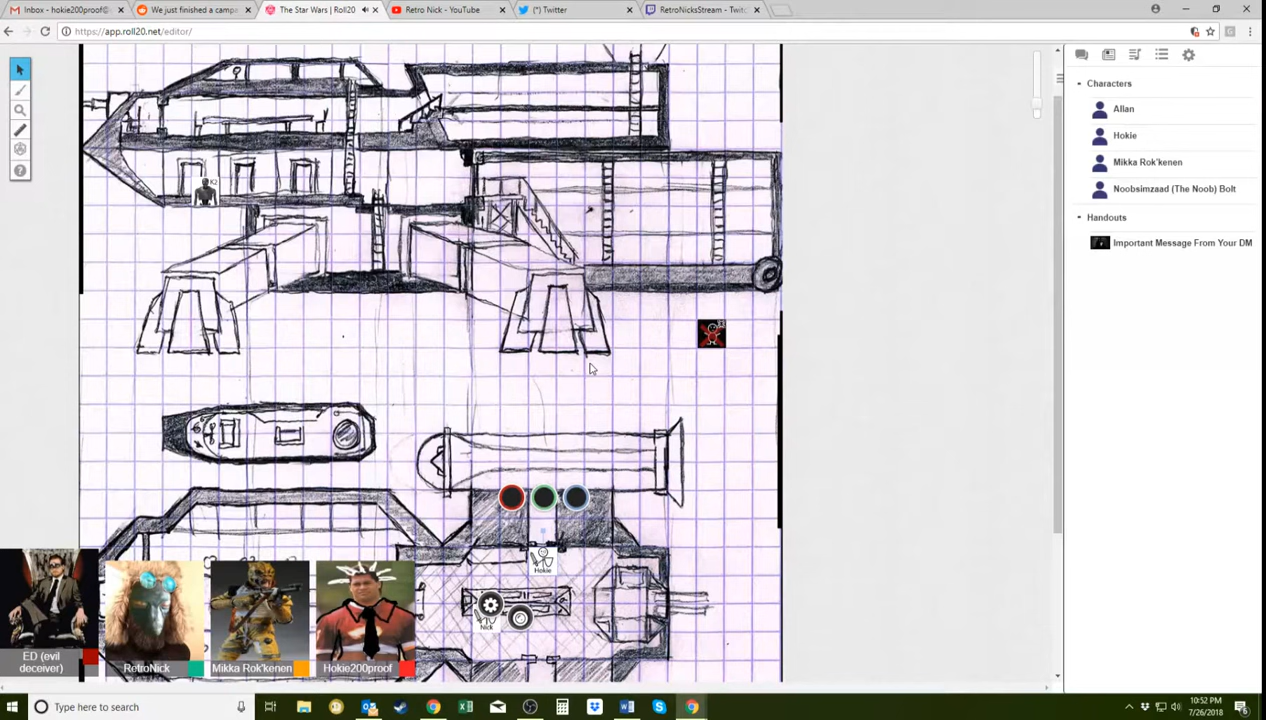 Inbox - hokie200proof@
We just finished a campa
The Star Wars | Roll20
Retro Nick - YouTube
(*) Twitter
RetroNicksStream - Twitc
https://app.roll20.net/editor/
Characters
Allan
Hokie
Mikka Rok'kenen
Noobsimzaad (The Noob) Bolt
Handouts
Important Message From Your DM
K2
Hokie
Nick
ED (evil deceiver)
RetroNick
Mikka Rok'kenen
Hokie200proof
Type here to search
10:52 PM
7/26/2018